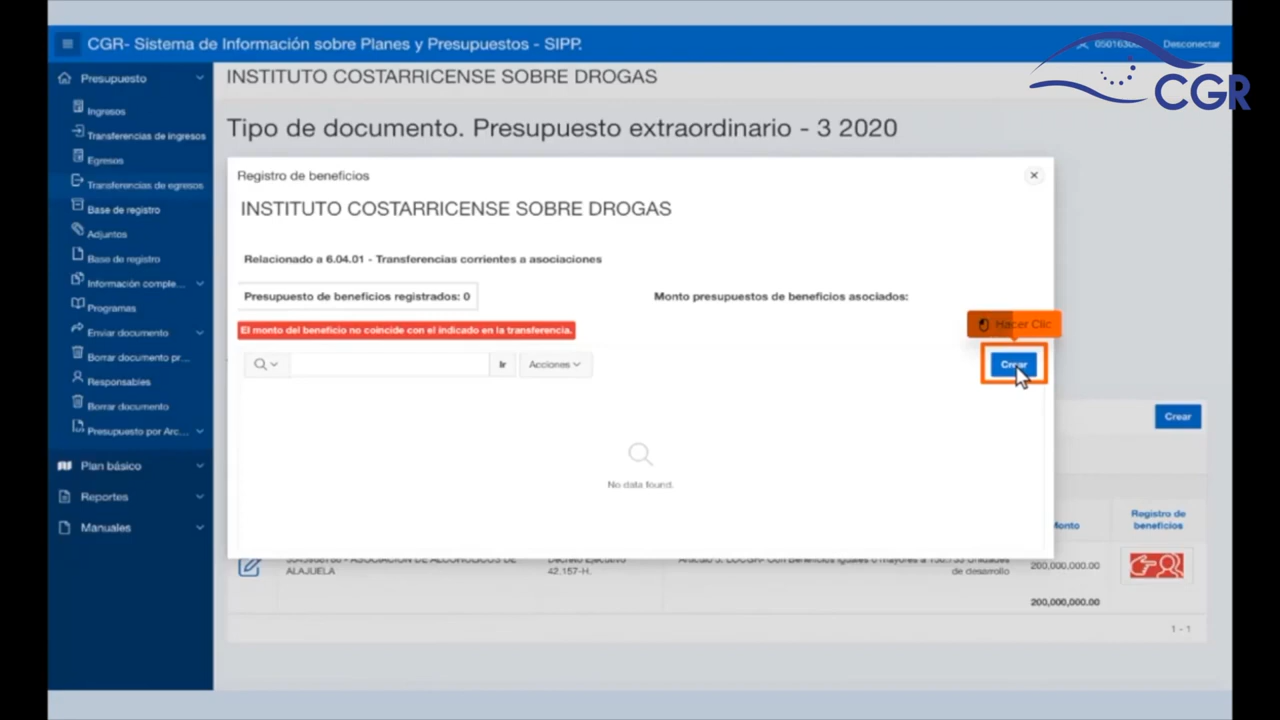 CGR- Sistema de Información sobre Planes y Presupuestos - SIPP.
Desconectar
CGR
Presupuesto
Ingresos
Transferencias de ingresos
Egresos
Transferencias de egresos
Base de registro
Adjuntos
Base de registro
Información comple...
Programas
Enviar documento
Borrar documento pr...
Responsables
Borrar documento
Presupuesto por Arc...
Plan básico
Reportes
Manuales
INSTITUTO COSTARRICENSE SOBRE DROGAS
Tipo de documento. Presupuesto extraordinario - 3 2020
Registro de beneficios
INSTITUTO COSTARRICENSE SOBRE DROGAS
Relacionado a 6.04.01 - Transferencias corrientes a asociaciones
Presupuesto de beneficios registrados: 0
Monto presupuestos de beneficios asociados:
El monto del beneficio no coincide con el indicado en la transferencia.
Hacer Clic
Ir
Acciones
Crear
No data found.
Crear
Monto
Registro de
beneficios
ASOCIACION DE ALCOHOLICOS DE
ALAJUELA
Decreto Ejecutivo
42.157-H.
de desarrollo
200,000,000.00
200,000,000.00
1 - 1